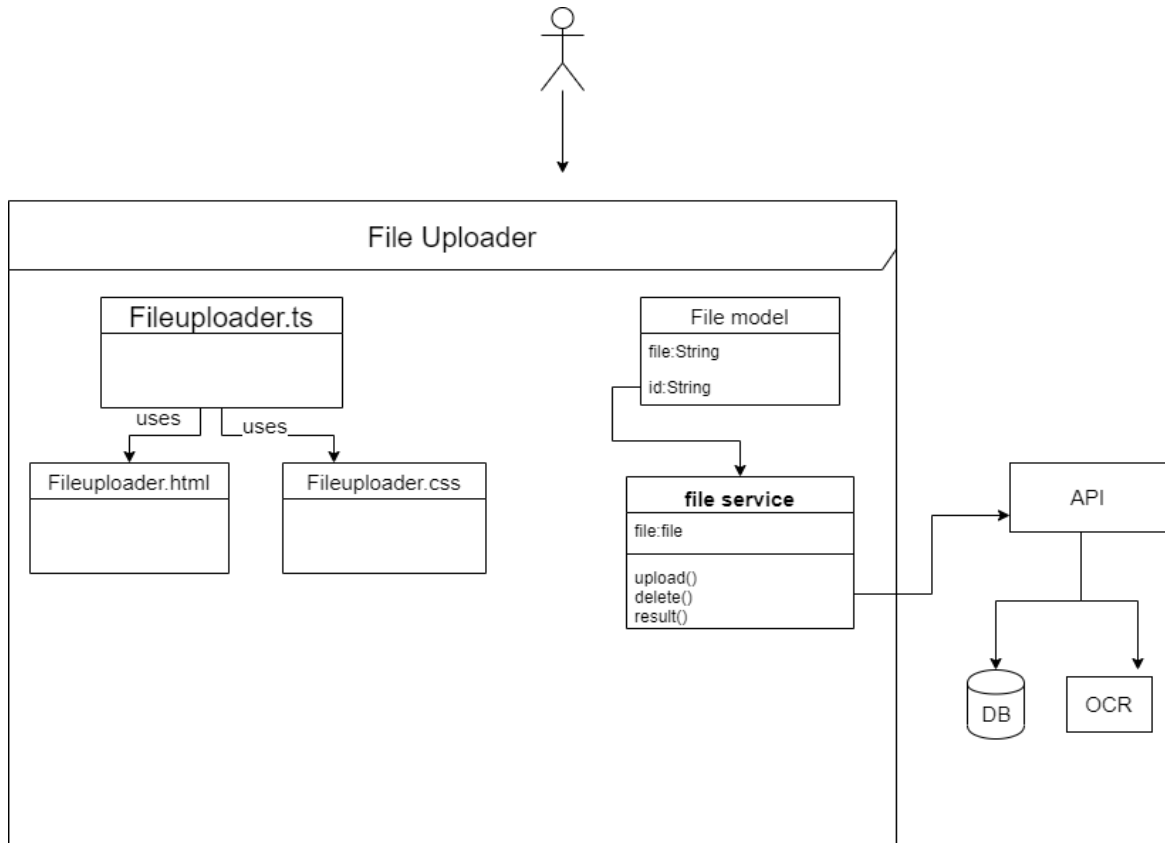 File Uploader
Fileuploader.ts
uses
uses
Fileuploader.html
Fileuploader.css
File model
file:String
id:String
file service
file:file
upload()
delete()
result()
API
DB
OCR